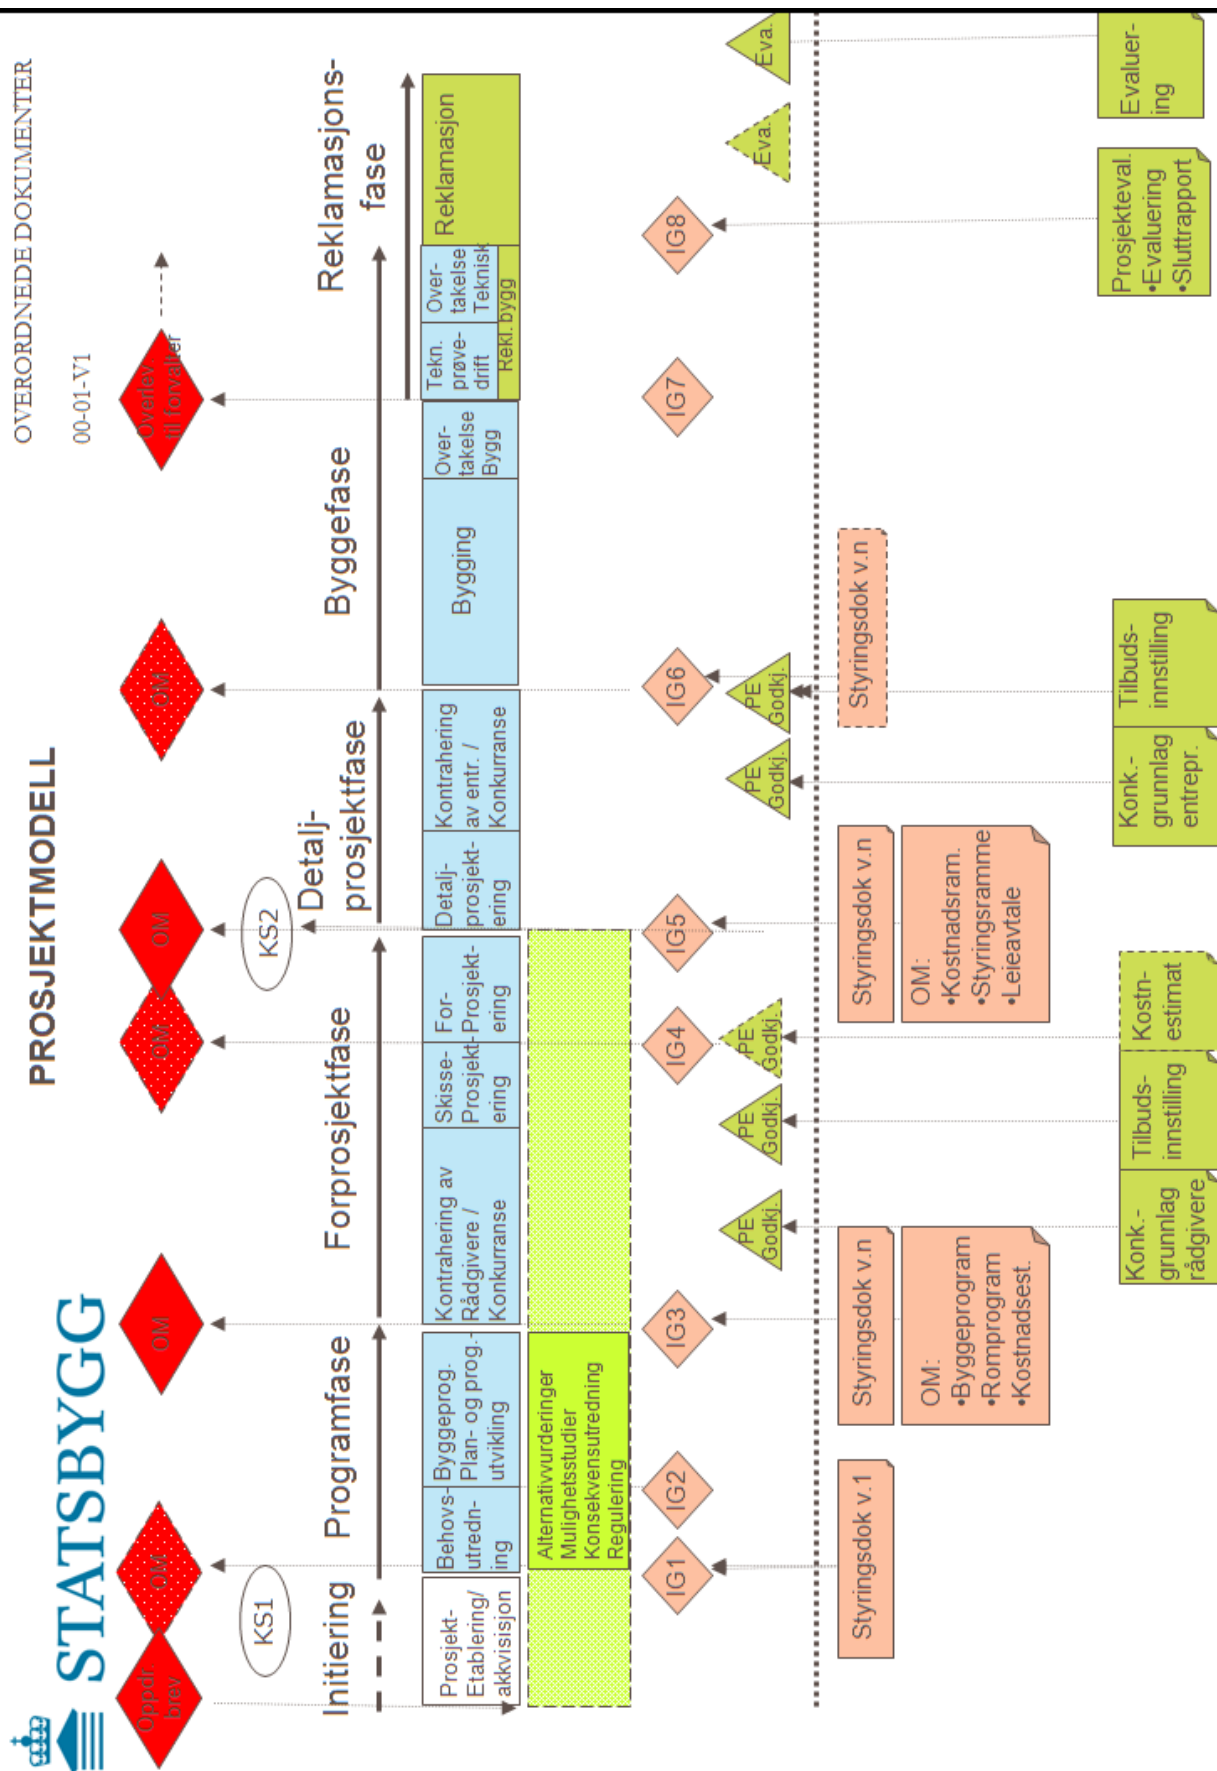 OVERORDNEDE DOKUMENTER
STATSBYGG
PROSJEKTMODELL
00-01-V1
Oppdr.
brev
OM
OM
OM
OM
OM
Overlev.
til forvalter
KS1
KS2
Initiering
Programfase
Forprosjektfase
Detalj-
prosjektfase
Byggefase
Reklamasjons-
fase
Prosjekt-
Etablering/
akkvisisjon
Behovs-
utredn-
ing
Byggeprog.
Plan- og prog.-
utvikling
Kontrahering av
Rådgivere /
Konkurranse
Skisse-
Prosjekt-
ering
For-
Prosjekt-
ering
Detalj-
prosjekt-
ering
Kontrahering
av entr. /
Konkurranse
Bygging
Over-
takelse
Bygg
Tekn.
prøve-
drift
Over-
takelse
Teknisk
Rekl. bygg
Reklamasjon
Alternativvurderinger
Mulighetsstudier
Konsekvensutredning
Regulering
IG1
IG2
IG3
IG4
IG5
IG6
IG7
IG8
PE
Godkj.
PE
Godkj.
PE
Godkj.
PE
Godkj.
PE
Godkj.
Eva.
Eva.
Styringsdok v.1
Styringsdok v.n
OM:
•Byggeprogram
•Romprogram
•Kostnadsest.
Styringsdok v.n
OM:
•Kostnadsram.
•Styringsramme
•Leieavtale
Styringsdok v.n
Konk.-
grunnlag
rådgivere
Tilbuds-
innstilling
Kostn-
estimat
Konk.-
grunnlag
entrepr.
Tilbuds-
innstilling
Prosjekteval.
•Evaluering
•Sluttrapport
Evaluer-
ing